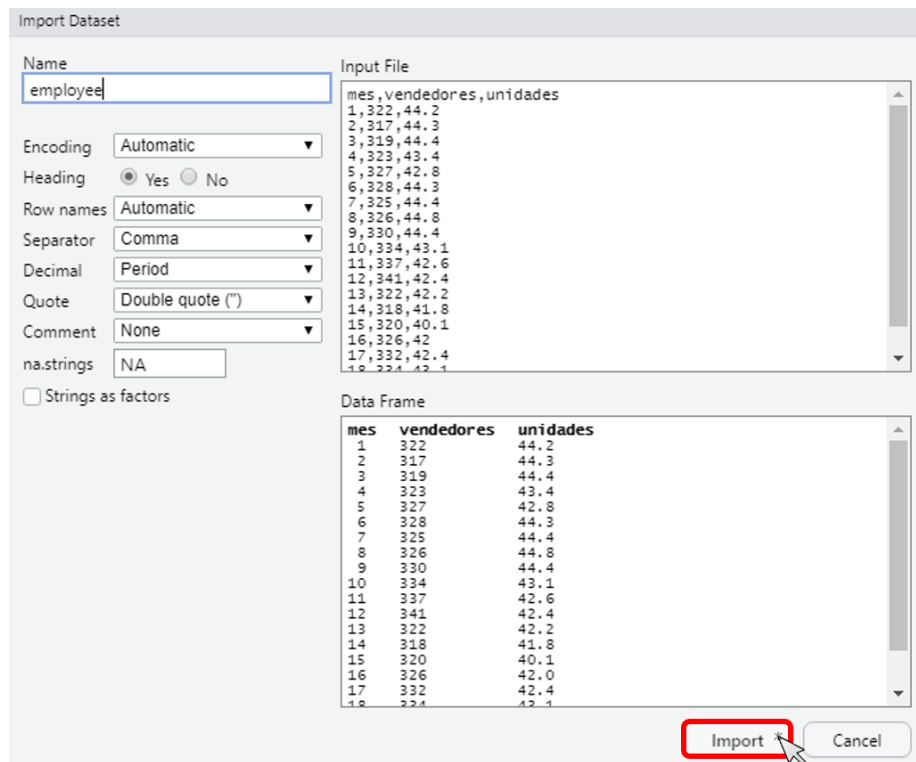 Import Dataset
Name
employee
Encoding Automatic
Heading Yes No
Row names Automatic
Separator Comma
Decimal Period
Quote Double quote (")
Comment None
na.strings NA
Strings as factors
Input File
mes,vendedores,unidades
1,322,44.2
2,317,44.3
3,319,44.4
4,323,43.4
5,327,42.8
6,328,44.3
7,325,44.4
8,326,44.8
9,330,44.4
10,334,43.1
11,337,42.6
12,341,42.4
13,322,42.2
14,318,41.8
15,320,40.1
16,326,42
17,332,42.4
18,334,43.1
Data Frame
mes vendedores unidades
1 322 44.2
2 317 44.3
3 319 44.4
4 323 43.4
5 327 42.8
6 328 44.3
7 325 44.4
8 326 44.8
9 330 44.4
10 334 43.1
11 337 42.6
12 341 42.4
13 322 42.2
14 318 41.8
15 320 40.1
16 326 42.0
17 332 42.4
18 334 43.1
Import Cancel